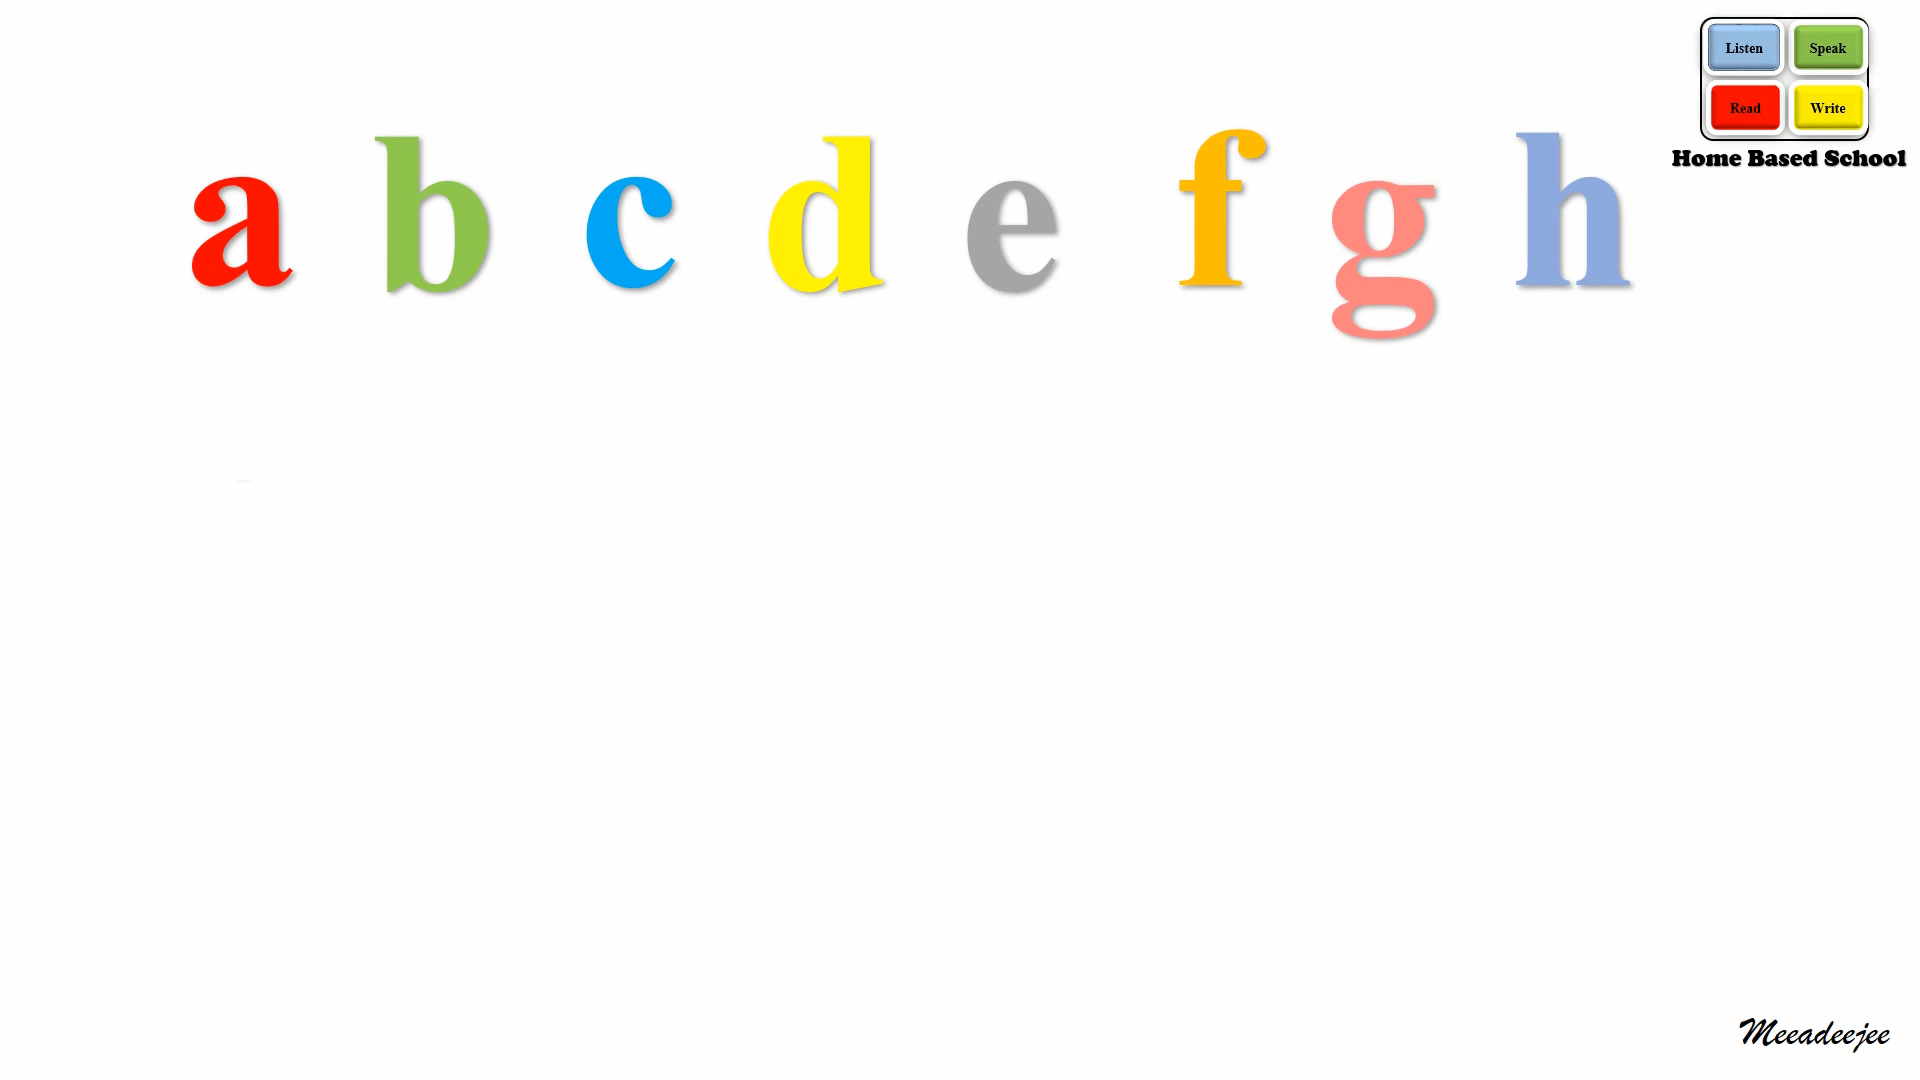 a b c d e f g h
Listen Speak
Read Write
Home Based School
Meeadeejee